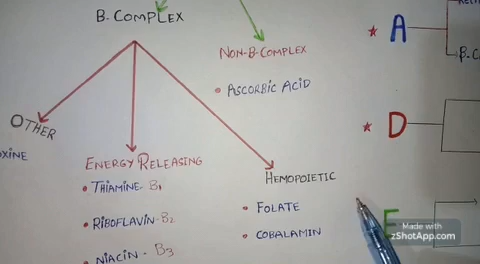 B. COMPLEX
NON-B-COMPLEX
• ASCORBIC ACID
OTHER
OXINE
ENERGY RELEASING
• THIAMINE- B1
• RIBOFLAVIN- B2
• NIACIN - B3
HEMOPOIETIC
• FOLATE
• COBALAMIN
A
D
E
Made with
zShotApp.com